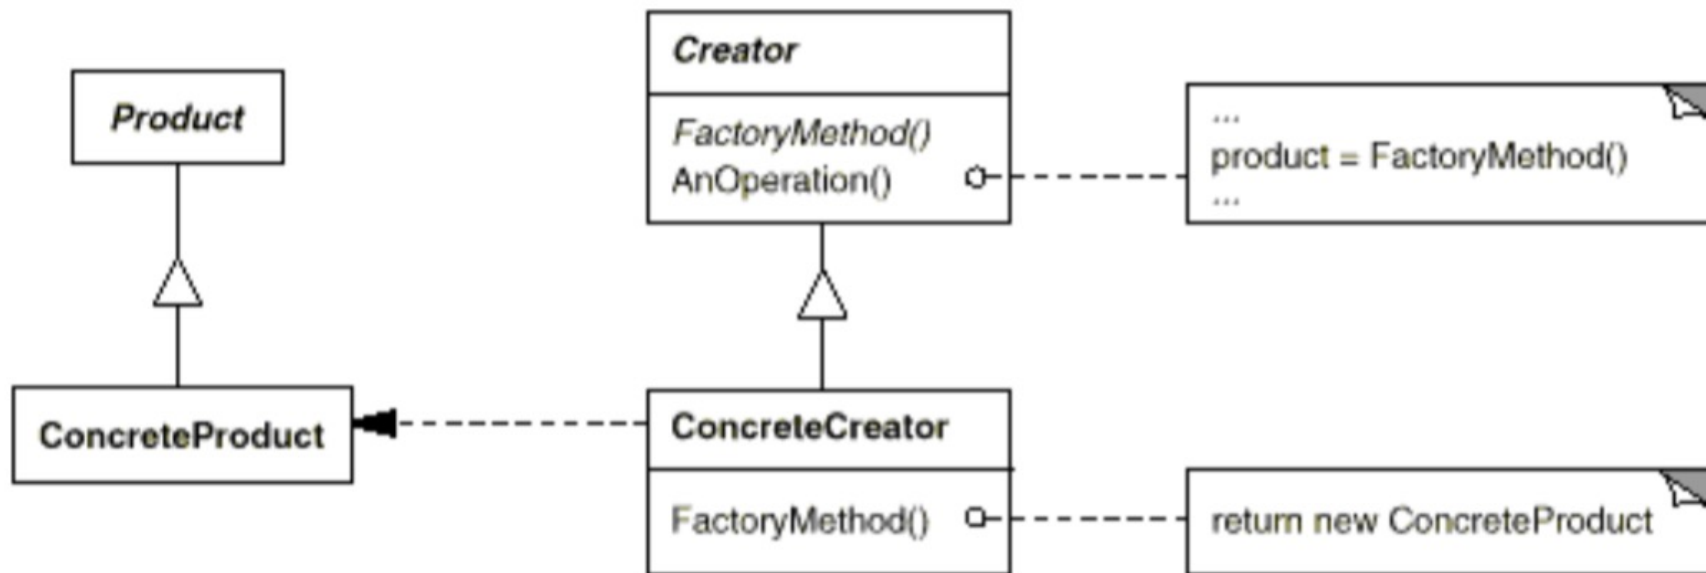 Product
ConcreteProduct
Creator
FactoryMethod()
AnOperation()
...
product = FactoryMethod()
...
ConcreteCreator
FactoryMethod()
return new ConcreteProduct